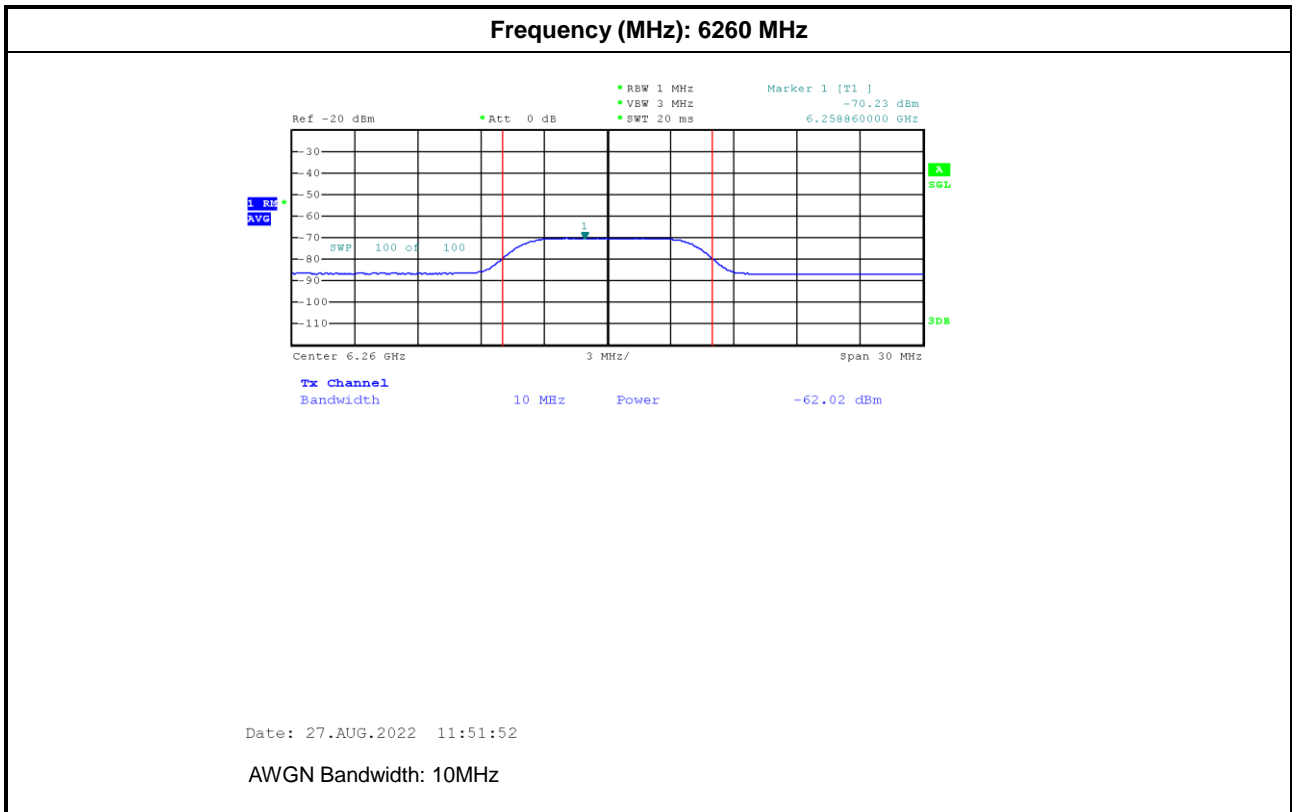 Frequency (MHz): 6260 MHz
* RBW 1 MHz Marker 1 [T1 ]
* VBW 3 MHz -70.23 dBm
Ref -20 dBm * Att 0 dB * SWT 20 ms 6.258860000 GHz
-30
-40
-50
-60
-70
-80
-90
-100
-110
1 RM *
AVG
A
SGL
3DB
1
SWP 100 of 100
Center 6.26 GHz 3 MHz/ Span 30 MHz
Tx Channel
Bandwidth 10 MHz Power -62.02 dBm
Date: 27.AUG.2022 11:51:52
AWGN Bandwidth: 10MHz